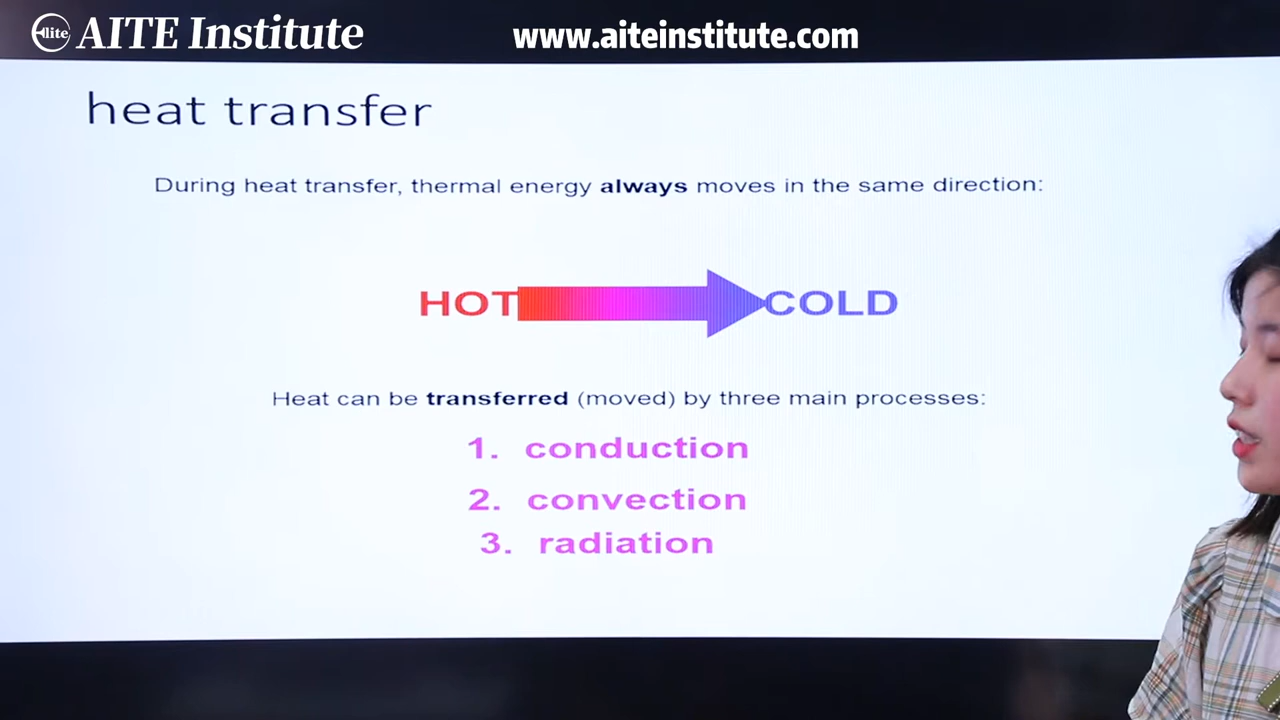 Elite AITE Institute
www.aiteinstitute.com
heat transfer
During heat transfer, thermal energy always moves in the same direction:
HOT COLD
Heat can be transferred (moved) by three main processes:
1. conduction
2. convection
3. radiation